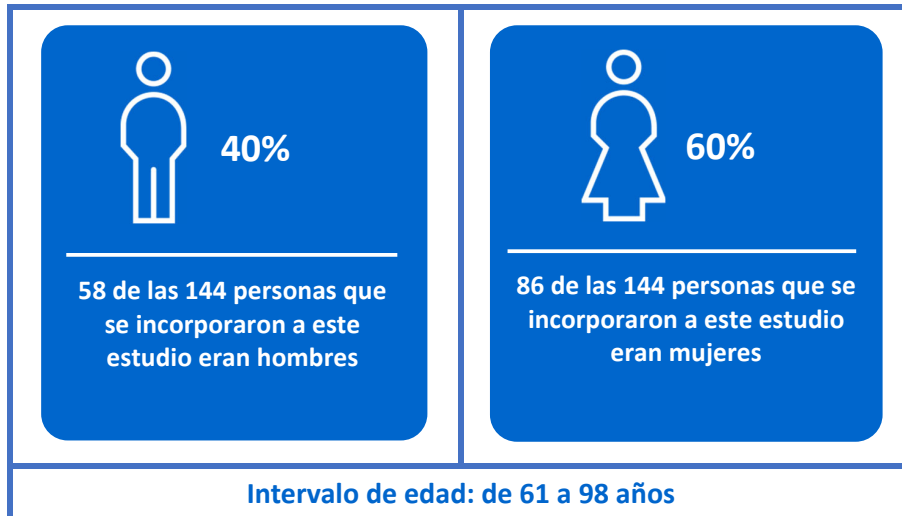 40%
58 de las 144 personas que
se incorporaron a este
estudio eran hombres
60%
86 de las 144 personas que se
incorporaron a este estudio
eran mujeres
Intervalo de edad: de 61 a 98 años